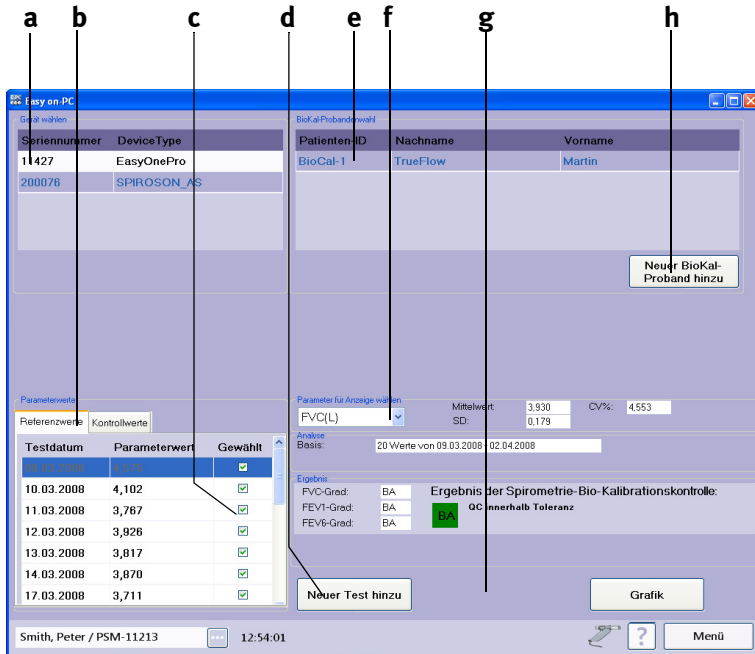 a b c d e f g h
Easy on-PC
Gerät wählen
Seriennummer DeviceType
11427 EasyOnePro
200076 SPIROSON_AS
BioKal-Probandenwahl
Patienten-ID Nachname Vorname
BioCal-1 TrueFlow Martin
Neuer BioKal-
Proband hinzu
Parameterwerte
Referenzwerte Kontrollwerte
Testdatum Parameterwert Gewählt
10.03.2008 4,102
11.03.2008 3,767
12.03.2008 3,926
13.03.2008 3,817
14.03.2008 3,870
17.03.2008 3,711
Parameter für Anzeige wählen
FVC(L) Mittelwert: 3,930 CV%: 4,553
SD: 0,179
Analyse
Basis: 20 Werte von 09.03.2008 - 02.04.2008
Ergebnis
FVC-Grad: BA Ergebnis der Spirometrie-Bio-Kalibrationskontrolle:
FEV1-Grad: BA BA QC innerhalb Toleranz
FEV6-Grad: BA
Neuer Test hinzu Grafik
Smith, Peter / PSM-11213 ... 12:54:01 ? Menü